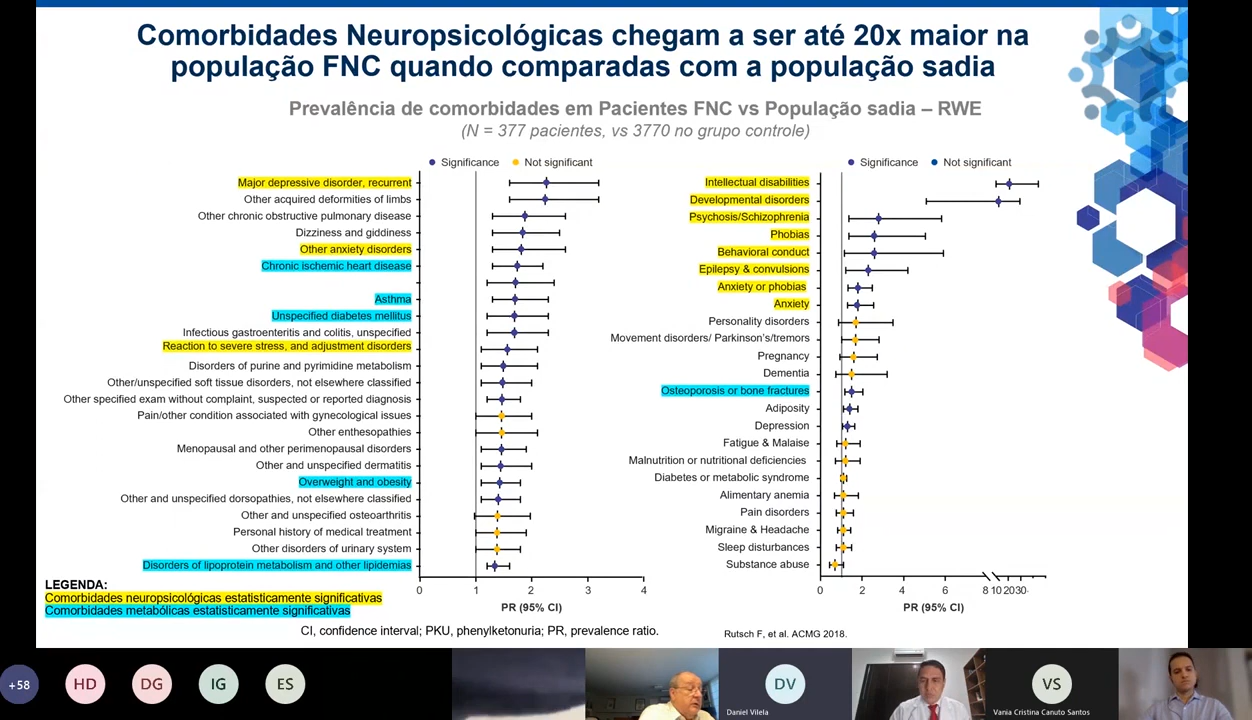 Comorbidades Neuropsicológicas chegam a ser até 20x maior na
população FNC quando comparadas com a população sadia
Prevalência de comorbidades em Pacientes FNC vs População sadia – RWE
(N = 377 pacientes, vs 3770 no grupo controle)
Significance Not significant
Major depressive disorder, recurrent
Other acquired deformities of limbs
Other chronic obstructive pulmonary disease
Dizziness and giddiness
Other anxiety disorders
Chronic ischemic heart disease
Asthma
Unspecified diabetes mellitus
Infectious gastroenteritis and colitis, unspecified
Reaction to severe stress, and adjustment disorders
Disorders of purine and pyrimidine metabolism
Other/unspecified soft tissue disorders, not elsewhere classified
Other specified exam without complaint, suspected or reported diagnosis
Pain/other condition associated with gynecological issues
Other enthesopathies
Menopausal and other perimenopausal disorders
Other and unspecified dermatitis
Overweight and obesity
Other and unspecified dorsopathies, not elsewhere classified
Other and unspecified osteoarthritis
Personal history of medical treatment
Other disorders of urinary system
Disorders of lipoprotein metabolism and other lipidemias
0 1 2 3 4
PR (95% CI)
Significance Not significant
Intellectual disabilities
Developmental disorders
Psychosis/Schizophrenia
Phobias
Behavioral conduct
Epilepsy & convulsions
Anxiety or phobias
Anxiety
Personality disorders
Movement disorders/ Parkinson's/tremors
Pregnancy
Dementia
Osteoporosis or bone fractures
Adiposity
Depression
Fatigue & Malaise
Malnutrition or nutritional deficiencies
Diabetes or metabolic syndrome
Alimentary anemia
Pain disorders
Migraine & Headache
Sleep disturbances
Substance abuse
0 2 4 6 8 10 20 30
PR (95% CI)
LEGENDA:
Comorbidades neuropsicológicas estatisticamente significativas
Comorbidades metabólicas estatisticamente significativas
CI, confidence interval; PKU, phenylketonuria; PR, prevalence ratio.
Rutsch F, et al. ACMG 2018.
+58 HD DG IG ES DV VS
Daniel Vilela
Vania Cristina Canuto Santos